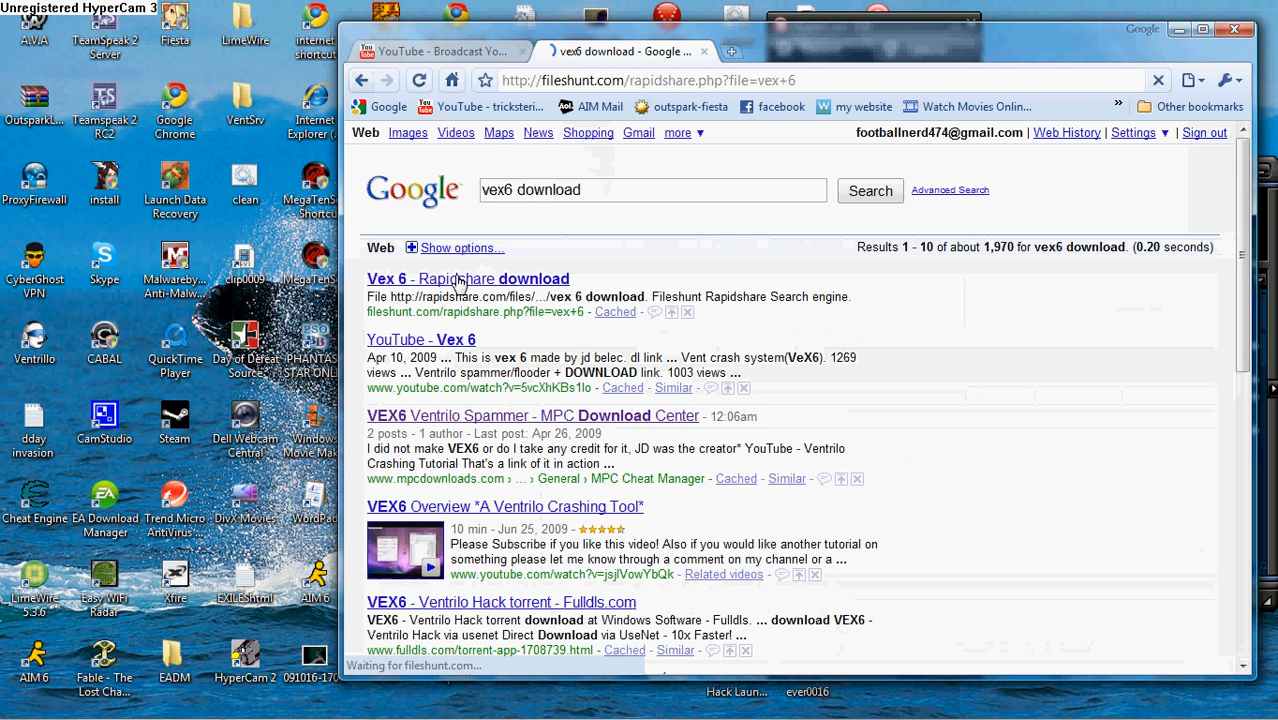 Unregistered HyperCam 3
A.V.A
TeamSpeak 2
Server
Fiesta
LimeWire
internet
shortcut
OutsparkL...
Teamspeak 2
RC2
Google
Chrome
VentSrv
Internet
Explorer (...
ProxyFirewall
install
Launch Data
Recovery
clean
MegaTen
- Shortcu
CyberGhost
VPN
Skype
Malwareby...
Anti-Malw...
clip0009
MegaTenS
Ventrilo
CABAL
QuickTime
Player
Day of Defeat
Source
PHANTAS
STAR ONLI
dday
invasion
CamStudio
Steam
Dell Webcam
Central
Windows
Movie Mak
Cheat Engine
EA Download
Manager
Trend Micro
AntiVirus...
DivX Movies
WordPad
LimeWire
5.3.6
Easy WiFi
Radar
Xfire
EXILEShtml
AIM 6
AIM 6
Fable - The
Lost Cha...
EADM
HyperCam 2
091016-170
Hack Laun...
ever0016
Google
YouTube - Broadcast Yo...
vex6 download - Google ...
http://fileshunt.com/rapidshare.php?file=vex+6
Google
YouTube - tricksteri...
AIM Mail
outspark-fiesta
facebook
my website
Watch Movies Onlin...
»
Other bookmarks
Web Images Videos Maps News Shopping Gmail more ▼
footballnerd474@gmail.com | Web History | Settings ▼ | Sign out
Google
vex6 download
Search
Advanced Search
Web Show options...
Results 1 - 10 of about 1,970 for vex6 download. (0.20 seconds)
Vex 6 - Rapidshare download
File http://rapidshare.com/files/.../vex 6 download. Fileshunt Rapidshare Search engine.
fileshunt.com/rapidshare.php?file=vex+6 - Cached -
YouTube - Vex 6
Apr 10, 2009 ... This is vex 6 made by jd belec. dl link ... Vent crash system(VeX6). 1269
views ... Ventrilo spammer/flooder + DOWNLOAD link. 1003 views ...
www.youtube.com/watch?v=5vcXhKBs1lo - Cached - Similar -
VEX6 Ventrilo Spammer - MPC Download Center - 12:06am
2 posts - 1 author - Last post: Apr 26, 2009
I did not make VEX6 or do I take any credit for it, JD was the creator* YouTube - Ventrilo
Crashing Tutorial That's a link of it in action ...
www.mpcdownloads.com › ... › General › MPC Cheat Manager - Cached - Similar -
VEX6 Overview *A Ventrilo Crashing Tool*
10 min - Jun 25, 2009 -
Please Subscribe if you like this video! Also if you would like another tutorial on
something please let me know through a comment on my channel or a ...
www.youtube.com/watch?v=jsjlVowYbQk - Related videos -
VEX6 - Ventrilo Hack torrent - Fulldls.com
VEX6 - Ventrilo Hack torrent download at Windows Software - Fulldls. ... download VEX6 -
Ventrilo Hack via usenet Direct Download via UseNet - 10x Faster! ...
www.fulldls.com/torrent-app-1708739.html - Cached - Similar -
Waiting for fileshunt.com...